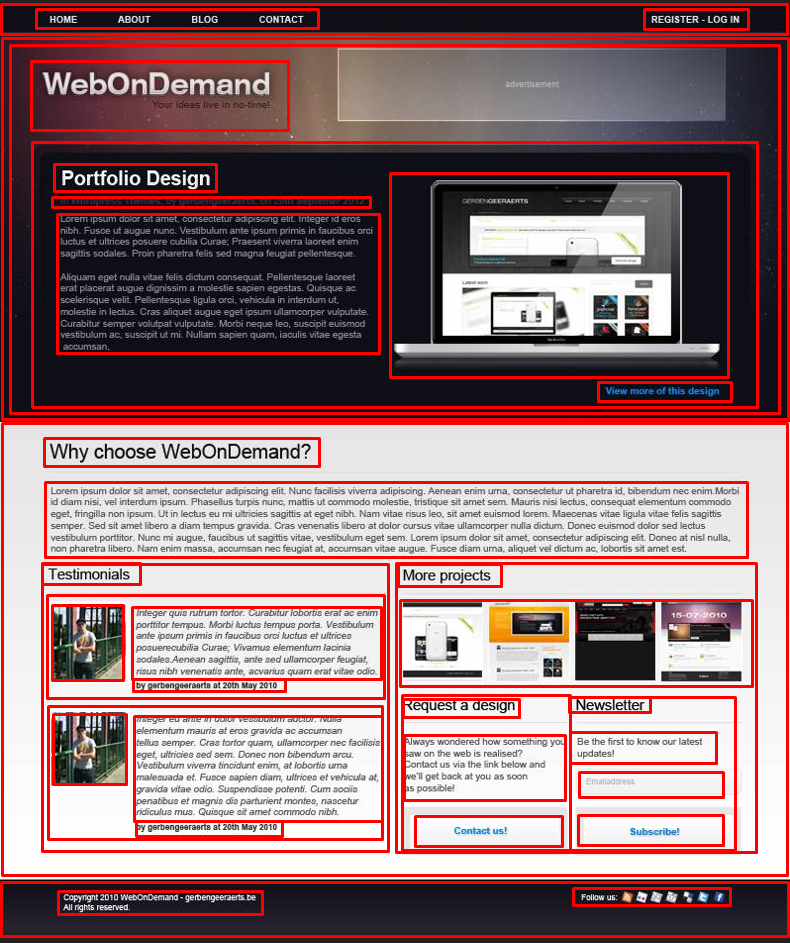 HOME ABOUT BLOG CONTACT REGISTER - LOG IN
WebOnDemand
Your ideas live in no-time!
advertisement
Portfolio Design
In Wordpress Themes, by gergengeeraerts, on 20th September 2012
Lorem ipsum dolor sit amet, consectetur adipiscing elit. Integer id eros
nibh. Fusce ut augue nunc. Vestibulum ante ipsum primis in faucibus orci
luctus et ultrices posuere cubilia Curae; Praesent viverra laoreet enim
sagittis sodales. Proin pharetra felis sed magna feugiat pellentesque.
Aliquam eget nulla vitae felis dictum consequat. Pellentesque laoreet
erat placerat augue dignissim a molestie sapien egestas. Quisque ac
scelerisque velit. Pellentesque ligula orci, vehicula in interdum ut,
molestie in lectus. Cras aliquet augue eget ipsum ullamcorper vulputate.
Curabitur semper volutpat vulputate. Morbi neque leo, suscipit euismod
vestibulum ac, suscipit ut mi. Nullam sapien quam, iaculis vitae egesta
accumsan,
GERBENGEERAERTS
Latest work
View more of this design
Why choose WebOnDemand?
Lorem ipsum dolor sit amet, consectetur adipiscing elit. Nunc facilisis viverra adipiscing. Aenean enim urna, consectetur ut pharetra id, bibendum nec enim.Morbi
id diam nisi, vel interdum ipsum. Phasellus turpis nunc, mattis ut commodo molestie, tristique sit amet sem. Mauris nisi lectus, consequat elementum commodo
eget, fringilla non ipsum. Ut in lectus eu mi ultricies sagittis at eget nibh. Nam vitae risus leo, sit amet euismod lorem. Maecenas vitae ligula vitae felis sagittis
semper. Sed sit amet libero a diam tempus gravida. Cras venenatis libero at dolor cursus vitae ullamcorper nulla dictum. Donec euismod dolor sed lectus
vestibulum porttitor. Nunc mi augue, faucibus ut sagittis vitae, vestibulum eget sem. Lorem ipsum dolor sit amet, consectetur adipiscing elit. Donec at nisl nulla,
non pharetra libero. Nam enim massa, accumsan nec feugiat at, accumsan vitae augue. Fusce diam urna, aliquet vel dictum ac, lobortis sit amet est.
Testimonials
Integer quis rutrum tortor. Curabitur lobortis erat ac enim
porttitor tempus. Morbi luctus tempus porta. Vestibulum
ante ipsum primis in faucibus orci luctus et ultrices
posuerecubilia Curae; Vivamus elementum lacinia
sodales.Aenean sagittis, ante sed ullamcorper feugiat,
risus nibh venenatis ante, acvarius quam erat vitae odio.
by gerbengeeraerts at 20th May 2010
Integer eu ante in dolor vestibulum auctor. Nulla
elementum mauris at eros gravida ac accumsan
tellus semper. Cras tortor quam, ullamcorper nec facilisis
eget, ultricies sed sem. Donec non bibendum arcu.
Vestibulum viverra tincidunt enim, at lobortis urna
malesuada et. Fusce sapien diam, ultrices et vehicula at,
gravida vitae odio. Suspendisse potenti. Cum sociis
penatibus et magnis dis parturient montes, nascetur
ridiculus mus. Quisque sit amet commodo nibh.
by gerbengeeraerts at 20th May 2010
More projects
15-07-2010
Request a design
Always wondered how something you
saw on the web is realised?
Contact us via the link below and
we'll get back at you as soon
as possible!
Contact us!
Newsletter
Be the first to know our latest
updates!
Emailaddress
Subscribe!
Copyright 2010 WebOnDemand - gerbengeeraerts.be
All rights reserved.
Follow us: